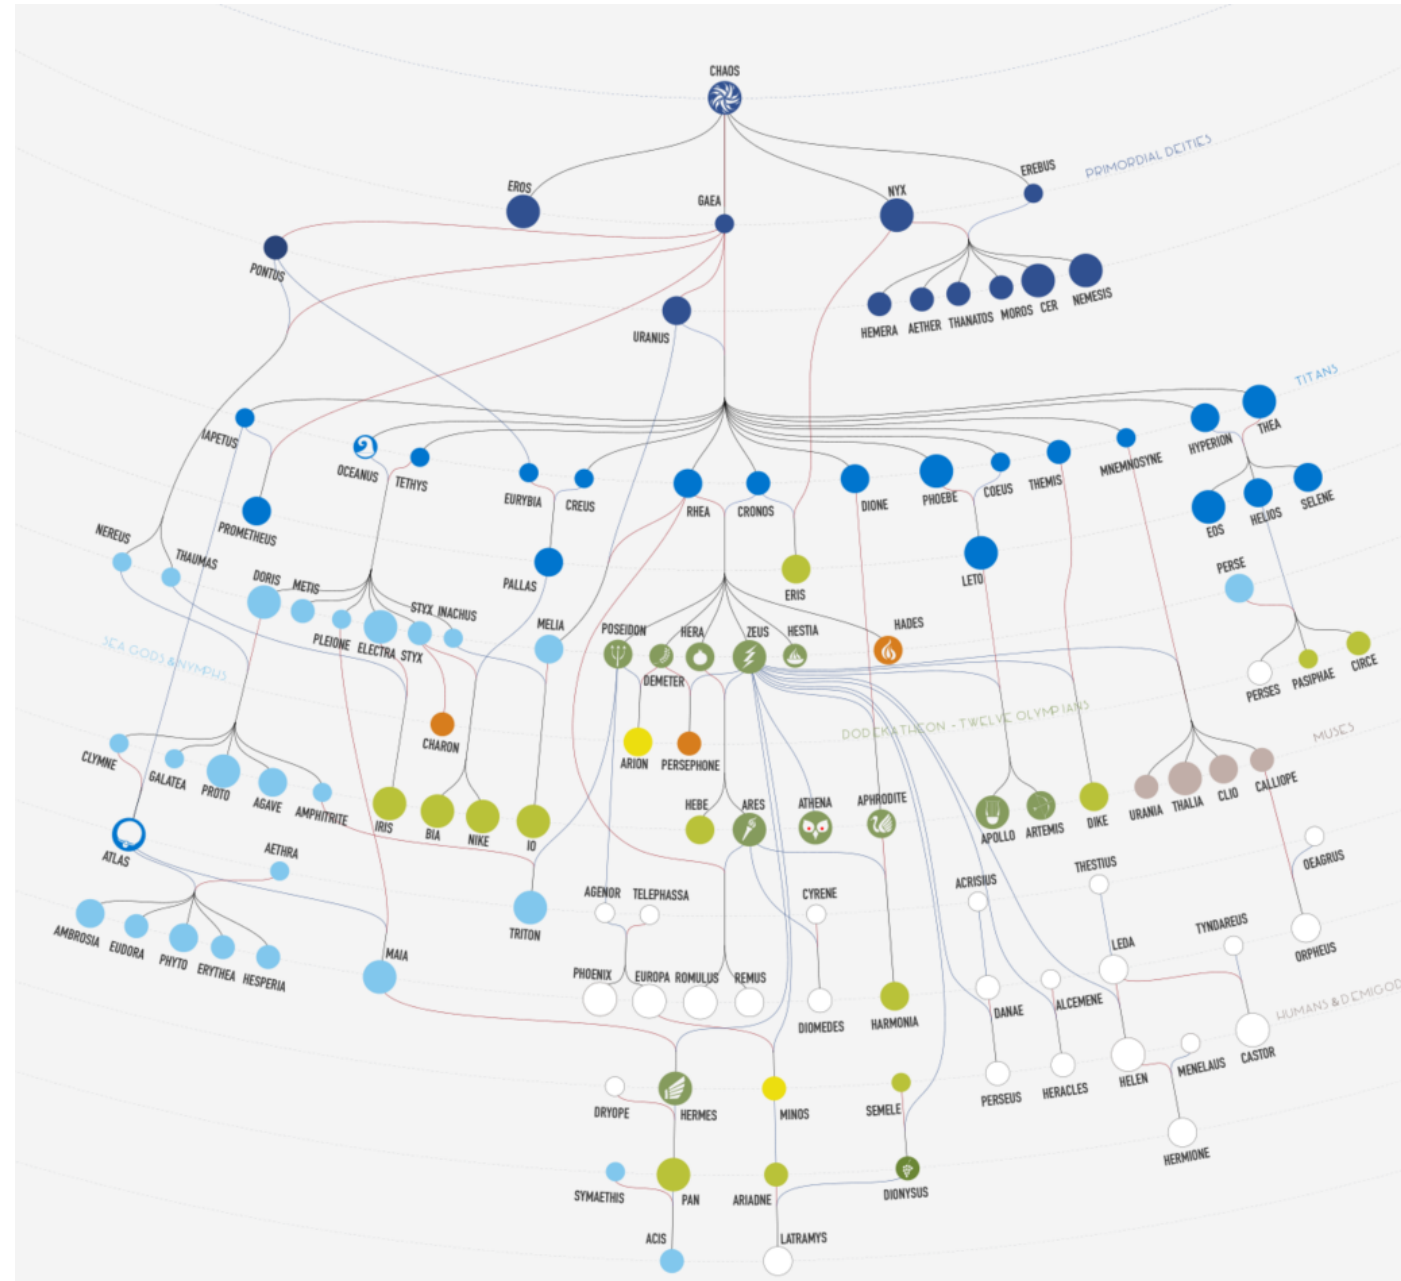 CHAOS
PRIMORDIAL DEITIES
EREBUS
EROS
NYX
GAEA
PONTUS
NEMESIS
CER
MOROS
THANATOS
AETHER
HEMERA
URANUS
TITANS
IAPETUS
OCEANUS
TETHYS
EURYBIA
CREUS
RHEA
CRONOS
DIONE
PHOEBE
COEUS
THEMIS
MNEMNOSYNE
HYPERION
THEA
PROMETHEUS
NEREUS
THAUMAS
EOS
HELIOS
SELENE
PERSE
DORIS
METIS
PLEIONE
ELECTRA
STYX
STYX
INACHUS
PALLAS
MELIA
ERIS
LETO
POSEIDON
HERA
ZEUS
HESTIA
HADES
DEMETER
SEA GODS & NYMPHS
PERSES
PASIPHAE
CIRCE
DODEKATHEON - TWELVE OLYMPIANS
MUSES
CHARON
ARION
PERSEPHONE
CLYMNE
GALATEA
PROTO
AGAVE
AMPHITRITE
IRIS
BIA
NIKE
IO
HEBE
ARES
ATHENA
APHRODITE
APOLLO
ARTEMIS
DIKE
URANIA
THALIA
CLIO
CALLIOPE
ATLAS
AETHRA
OEAGRUS
THESTIUS
ACRISIUS
AGENOR
TELEPHASSA
CYRENE
TRITON
AMBROSIA
EUDORA
PHYTO
ERYTHEA
HESPERIA
MAIA
LEDA
TYNDAREUS
ORPHEUS
PHOENIX
EUROPA
ROMULUS
REMUS
DIOMEDES
HARMONIA
DANAE
ALCEMENE
HUMANS & DEMIGOD
CASTOR
MENELAUS
HELEN
HERACLES
PERSEUS
DRYOPE
HERMES
MINOS
SEMELE
HERMIONE
SYMAETHIS
PAN
ARIADNE
DIONYSUS
ACIS
LATRAMYS